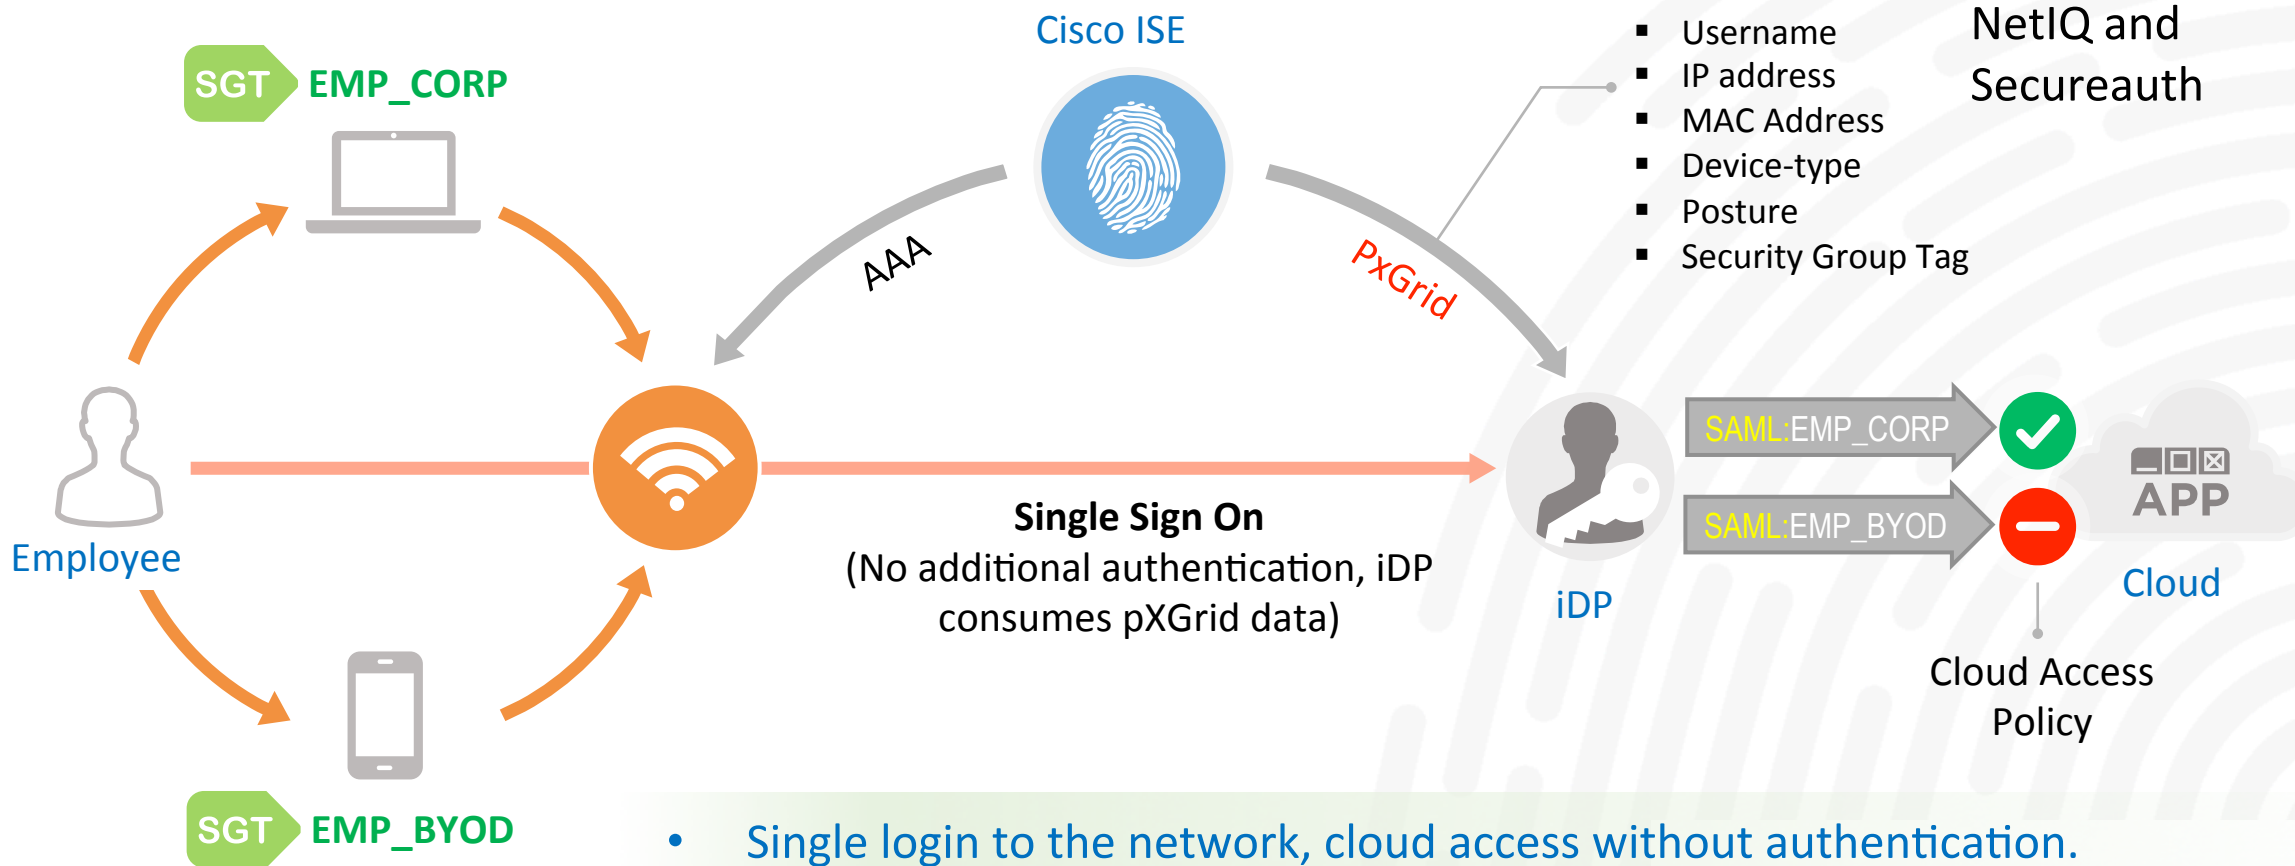 Cisco ISE
SGT EMP_CORP
▪ Username
▪ IP address
▪ MAC Address
▪ Device-type
▪ Posture
▪ Security Group Tag
NetIQ and
Secureauth
AAA
PxGrid
Employee
Single Sign On
(No additional authentication, iDP
consumes pXGrid data)
iDP
SAML:EMP_CORP
SAML:EMP_BYOD
APP
Cloud
Cloud Access
Policy
SGT EMP_BYOD
• Single login to the network, cloud access without authentication.